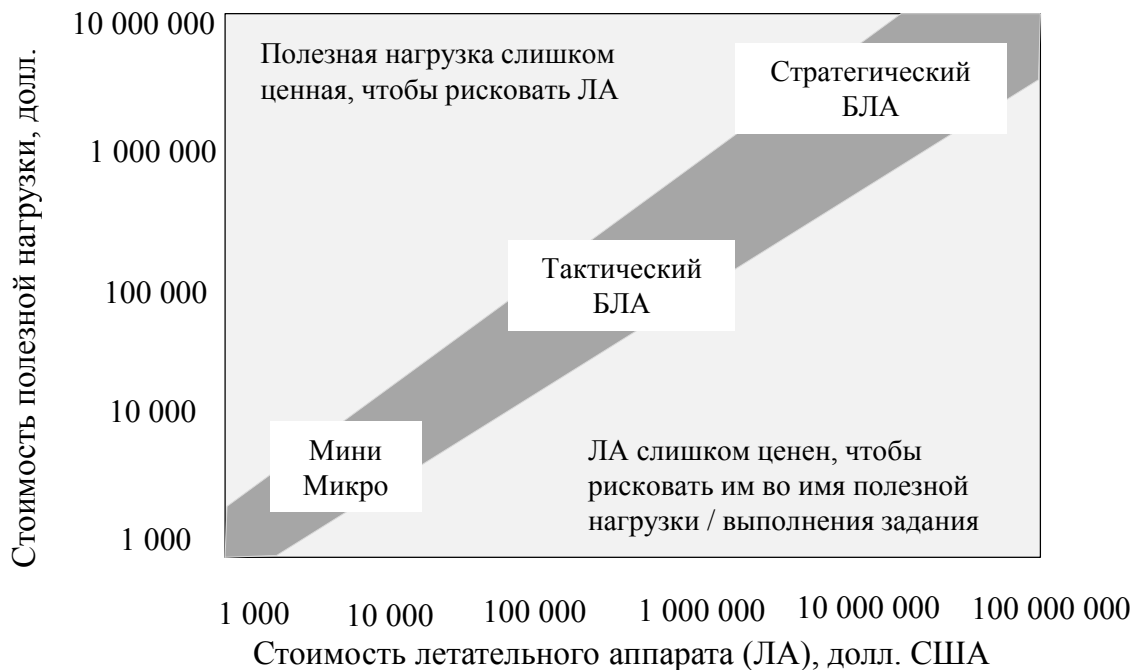 Стоимость полезной нагрузки, долл.
10 000 000
1 000 000
100 000
10 000
1 000
Полезная нагрузка слишком
ценная, чтобы рисковать ЛА
Стратегический
БЛА
Тактический
БЛА
Мини
Микро
ЛА слишком ценен, чтобы
рисковать им во имя полезной
нагрузки / выполнения задания
1 000
10 000
100 000
1 000 000
10 000 000
100 000 000
Стоимость летательного аппарата (ЛА), долл. США